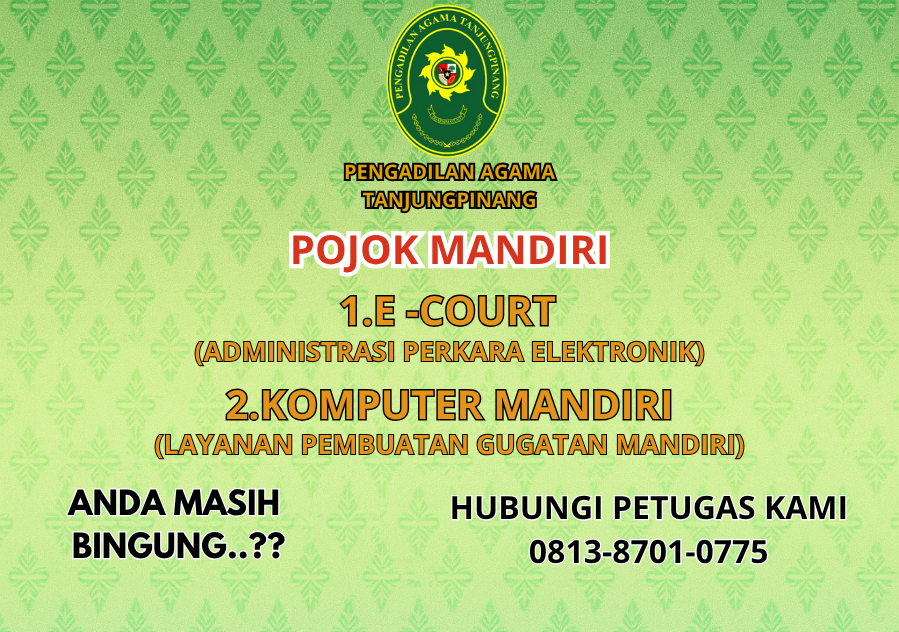 PENGADILAN AGAMA TANJUNGPINANG
PENGADILAN AGAMA
TANJUNGPINANG
POJOK MANDIRI
1.E -COURT
(ADMINISTRASI PERKARA ELEKTRONIK)
2.KOMPUTER MANDIRI
(LAYANAN PEMBUATAN GUGATAN MANDIRI)
ANDA MASIH
BINGUNG..??
HUBUNGI PETUGAS KAMI
0813-8701-0775